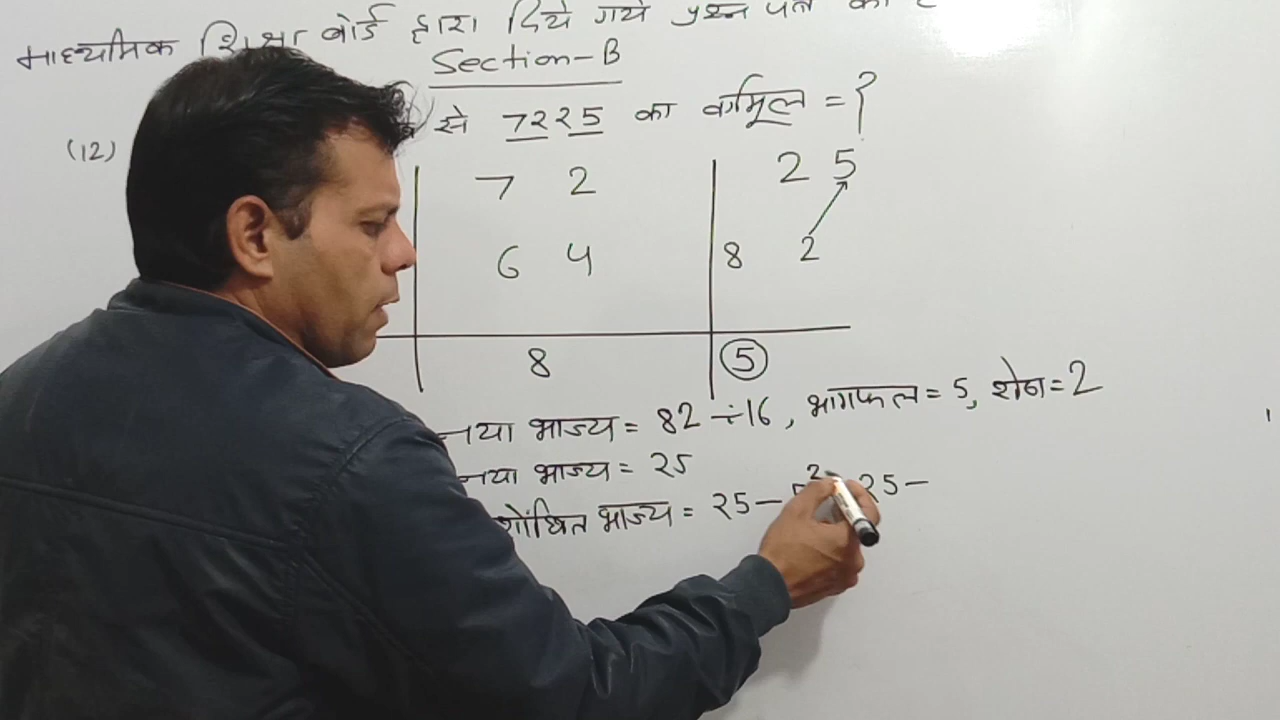 माध्यमिक शिक्षा बोर्ड द्वारा दिये गये प्रश्न पत्र का
Section-B
(12) से 7225 का वर्गमूल = ?
7 2 2 5
6 4 8 2
8 5
नया भाज्य = 82 ÷ 16, भागफल = 5, शेष = 2
नया भाज्य = 25
शोधित भाज्य = 25 - 2 25 -